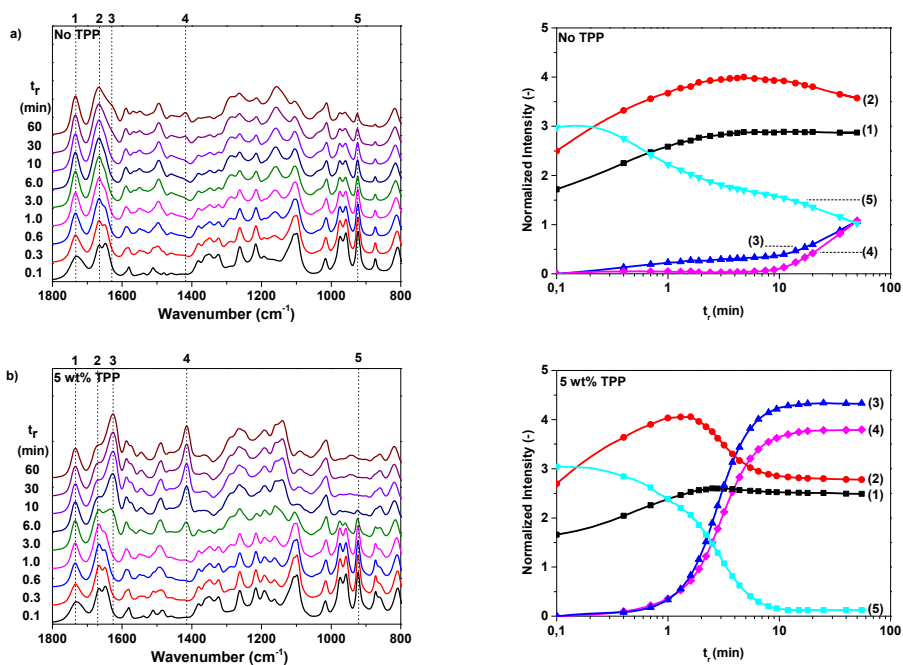 a)
1 2 3 4 5
No TPP
tr
(min)
60
30
10
6.0
3.0
1.0
0.6
0.3
0.1
1800 1600 1400 1200 1000 800
Wavenumber (cm-1)
No TPP
Normalized Intensity (-)
5
4
3
2
1
0
(2)
(1)
(5)
(3)
(4)
0,1 1 10 100
tr (min)
b)
1 2 3 4 5
5 wt% TPP
tr
(min)
60
30
10
6.0
3.0
1.0
0.6
0.3
0.1
1800 1600 1400 1200 1000 800
Wavenumber (cm-1)
5 wt% TPP
Normalized Intensity (-)
5
4
3
2
1
0
(3)
(4)
(2)
(1)
(5)
0,1 1 10 100
tr (min)